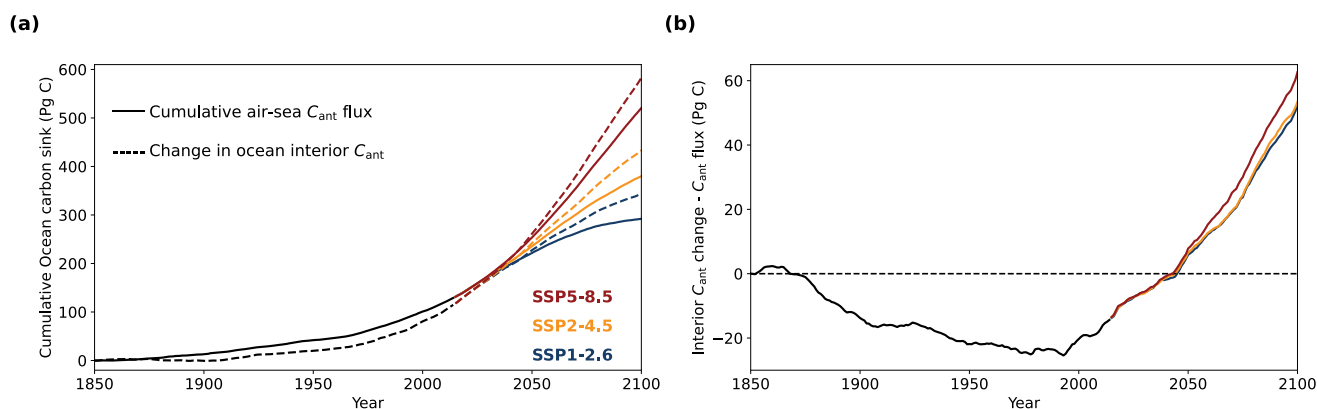 (a)
Cumulative Ocean carbon sink (Pg C)
600
500
400
300
200
100
0
Cumulative air-sea Cant flux
Change in ocean interior Cant
SSP5-8.5
SSP2-4.5
SSP1-2.6
1850
1900
1950
2000
2050
2100
Year
(b)
Interior Cant change - Cant flux (Pg C)
60
40
20
0
−20
1850
1900
1950
2000
2050
2100
Year